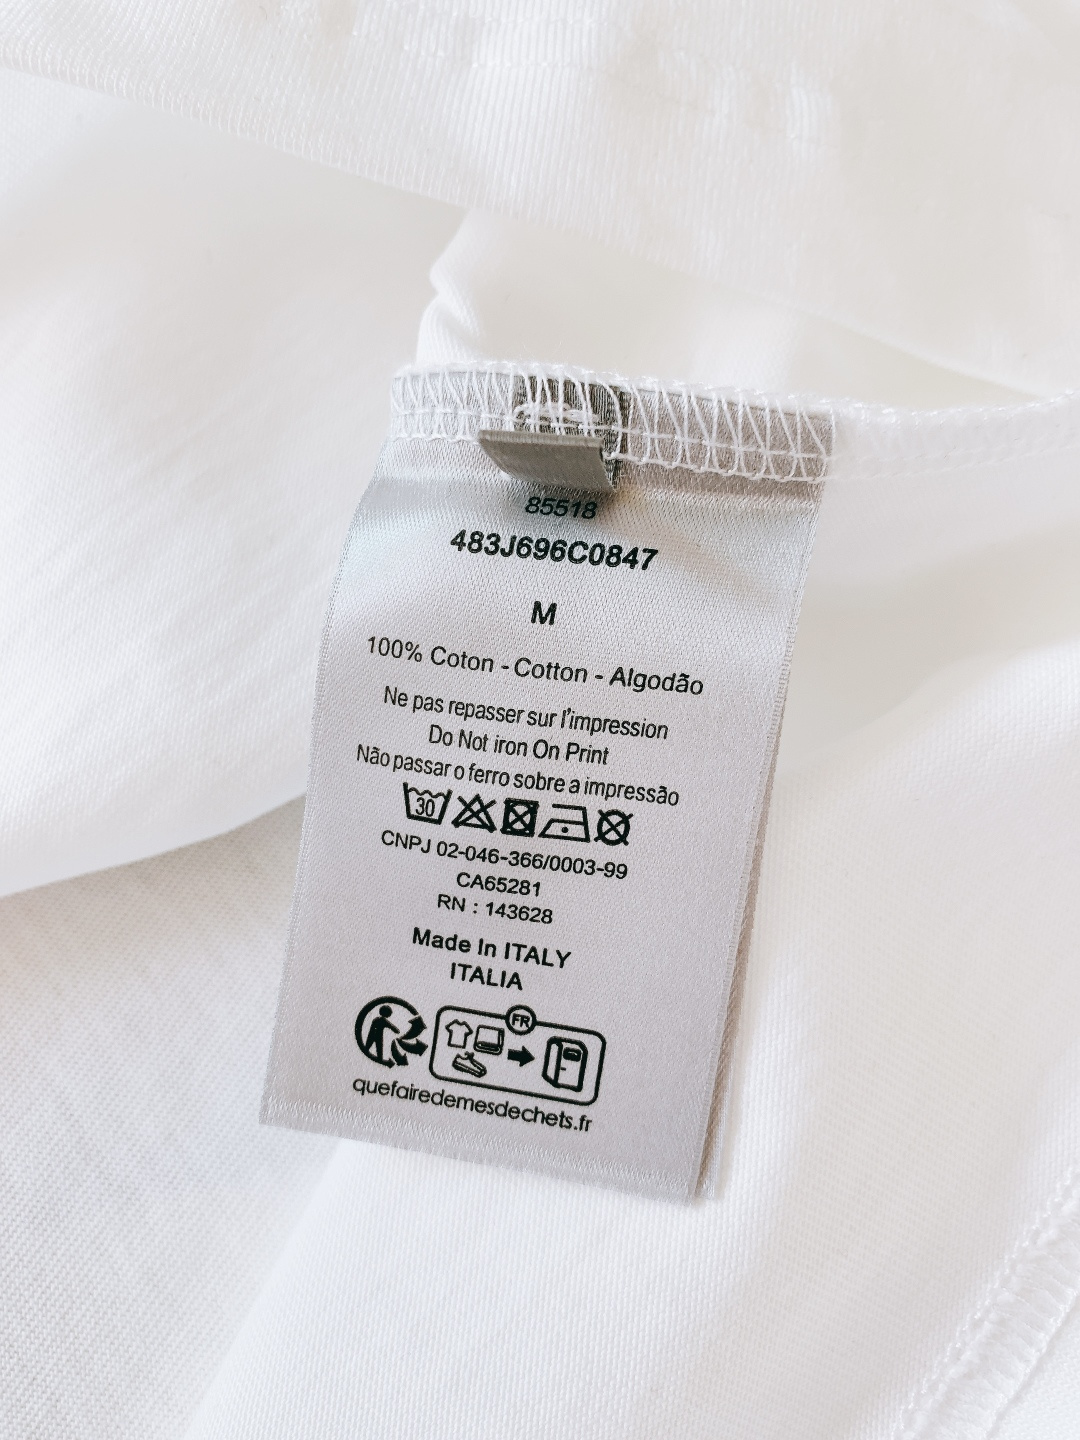 85518
483J696C0847
M
100% Coton - Cotton - Algodão
Ne pas repasser sur l'impression
Do Not iron On Print
Não passar o ferro sobre a impressão
30
CNPJ 02-046-366/0003-99
CA65281
RN : 143628
Made In ITALY
ITALIA
FR
quefairedemesdechets.fr